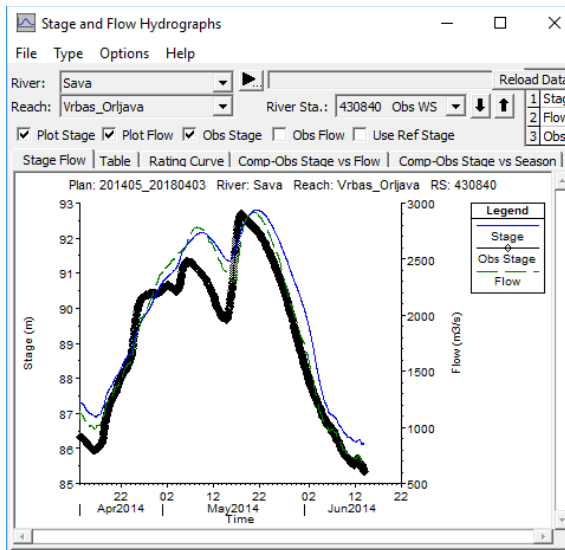 Stage and Flow Hydrographs
File Type Options Help
River: Sava Reload Data
Reach: Vrbas_Orljava River Sta.: 430840 Obs WS
1 Stag
2 Flow
3 Obs
Plot Stage Plot Flow Obs Stage Obs Flow Use Ref Stage
Stage Flow Table Rating Curve Comp-Obs Stage vs Flow Comp-Obs Stage vs Season
Plan: 201405_20180403 River: Sava Reach: Vrbas_Orljava RS: 430840
Legend
Stage
Obs Stage
Flow
93
92
91
90
89
88
87
86
85
Stage (m)
3000
2500
2000
1500
1000
500
Flow (m3/s)
22 02 12 22 02 12 22
Apr2014 May2014 Jun2014
Time